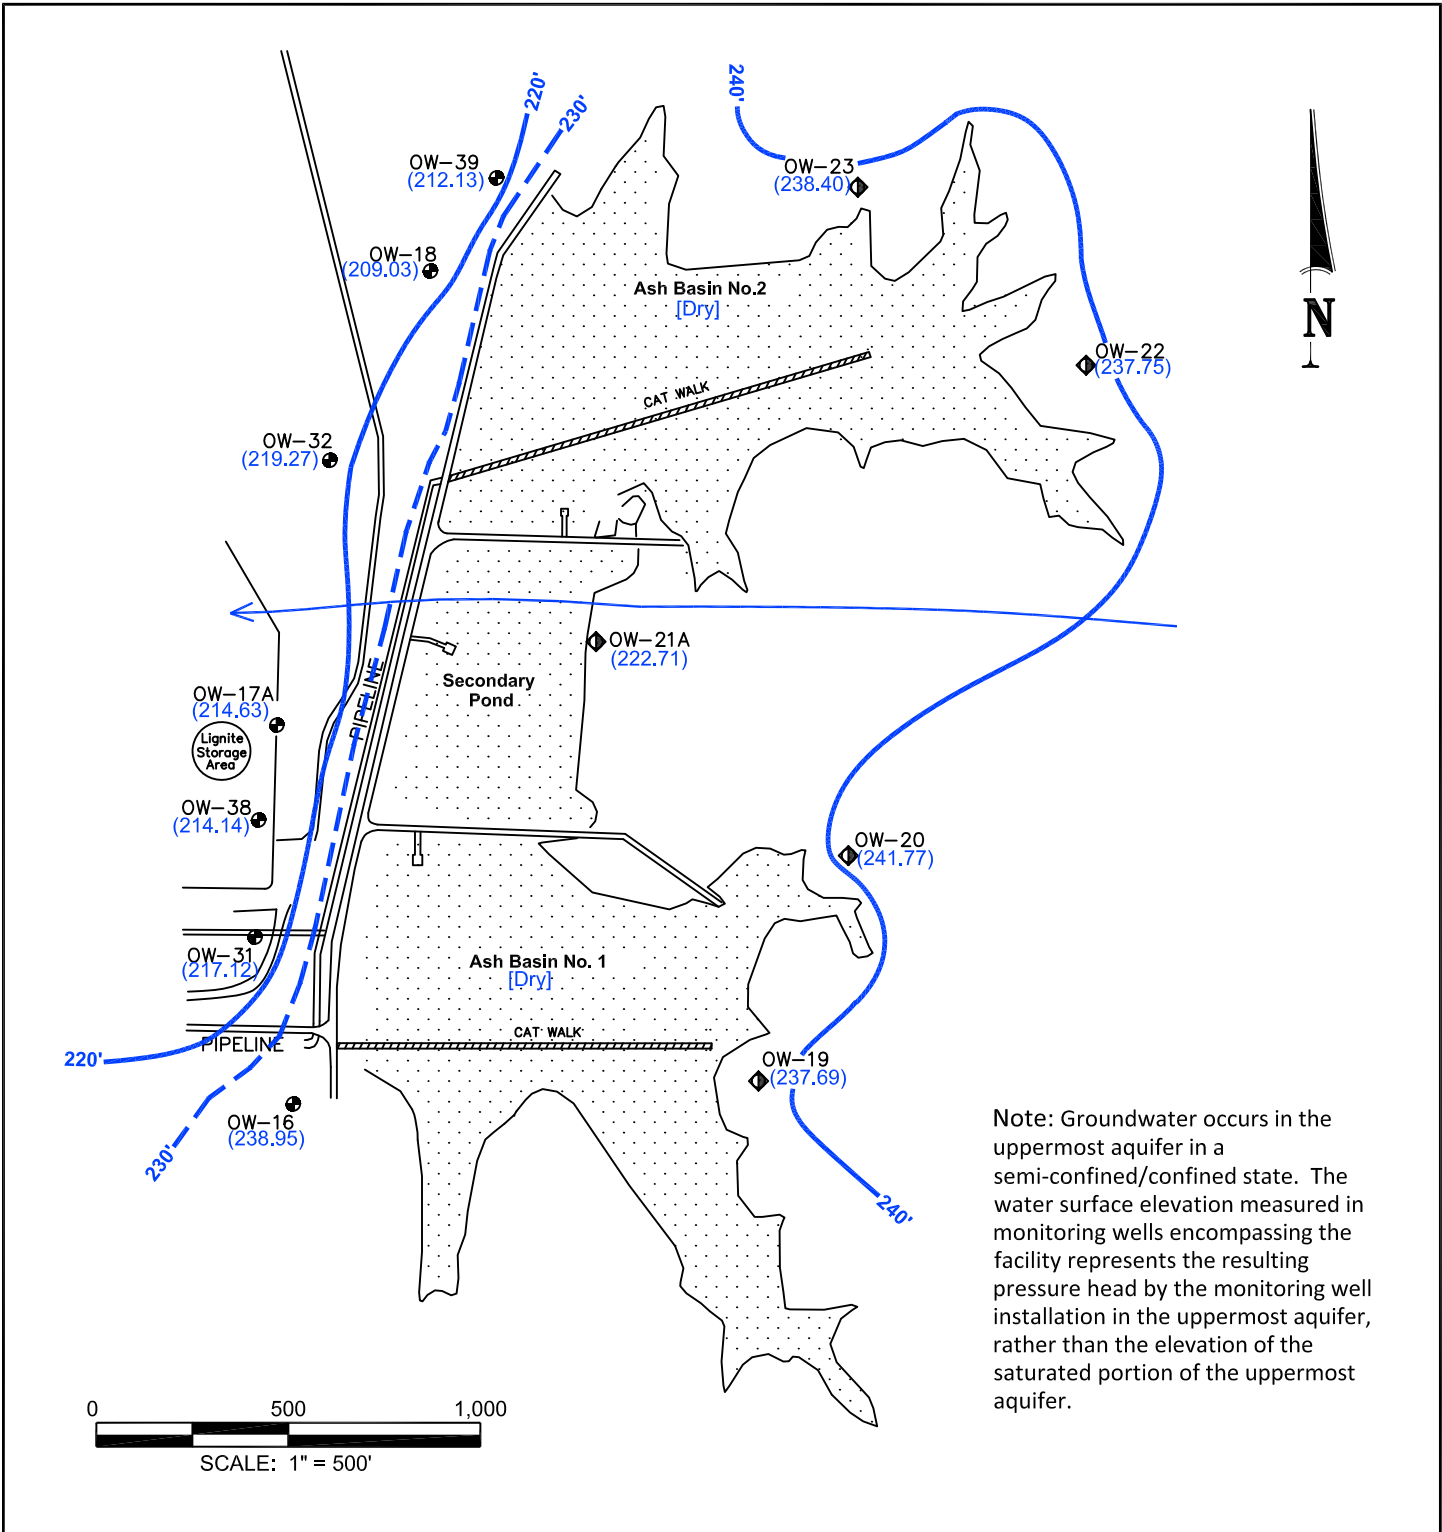 220'
230'
240'
OW-39
(212.13)
OW-23
(238.40)
OW-18
(209.03)
Ash Basin No.2
[Dry]
N
OW-22
(237.75)
CAT WALK
OW-32
(219.27)
OW-21A
(222.71)
PIPELINE
Secondary
Pond
OW-17A
(214.63)
Lignite
Storage
Area
OW-38
(214.14)
OW-20
(241.77)
OW-31
(217.12)
Ash Basin No. 1
[Dry]
CAT WALK
PIPELINE
220'
OW-19
(237.69)
OW-16
(238.95)
230'
240'
Note: Groundwater occurs in the
uppermost aquifer in a
semi-confined/confined state. The
water surface elevation measured in
monitoring wells encompassing the
facility represents the resulting
pressure head by the monitoring well
installation in the uppermost aquifer,
rather than the elevation of the
saturated portion of the uppermost
aquifer.
0 500 1,000
SCALE: 1" = 500'